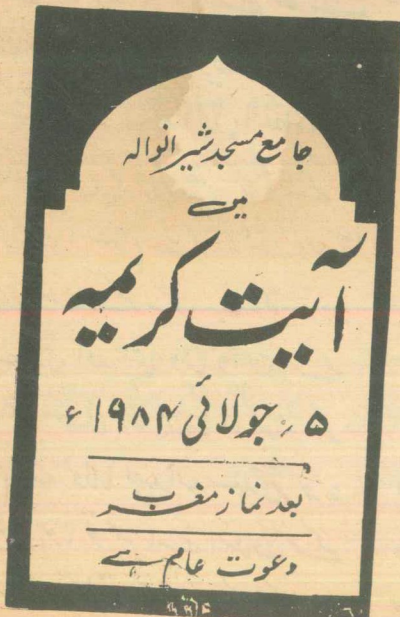 جامع مسجد شیرانوالہ
میں
آیت کریمہ
۵؍ جولائی ۱۹۸۴ء
بعد نماز مغرب
دعوت عام ہے